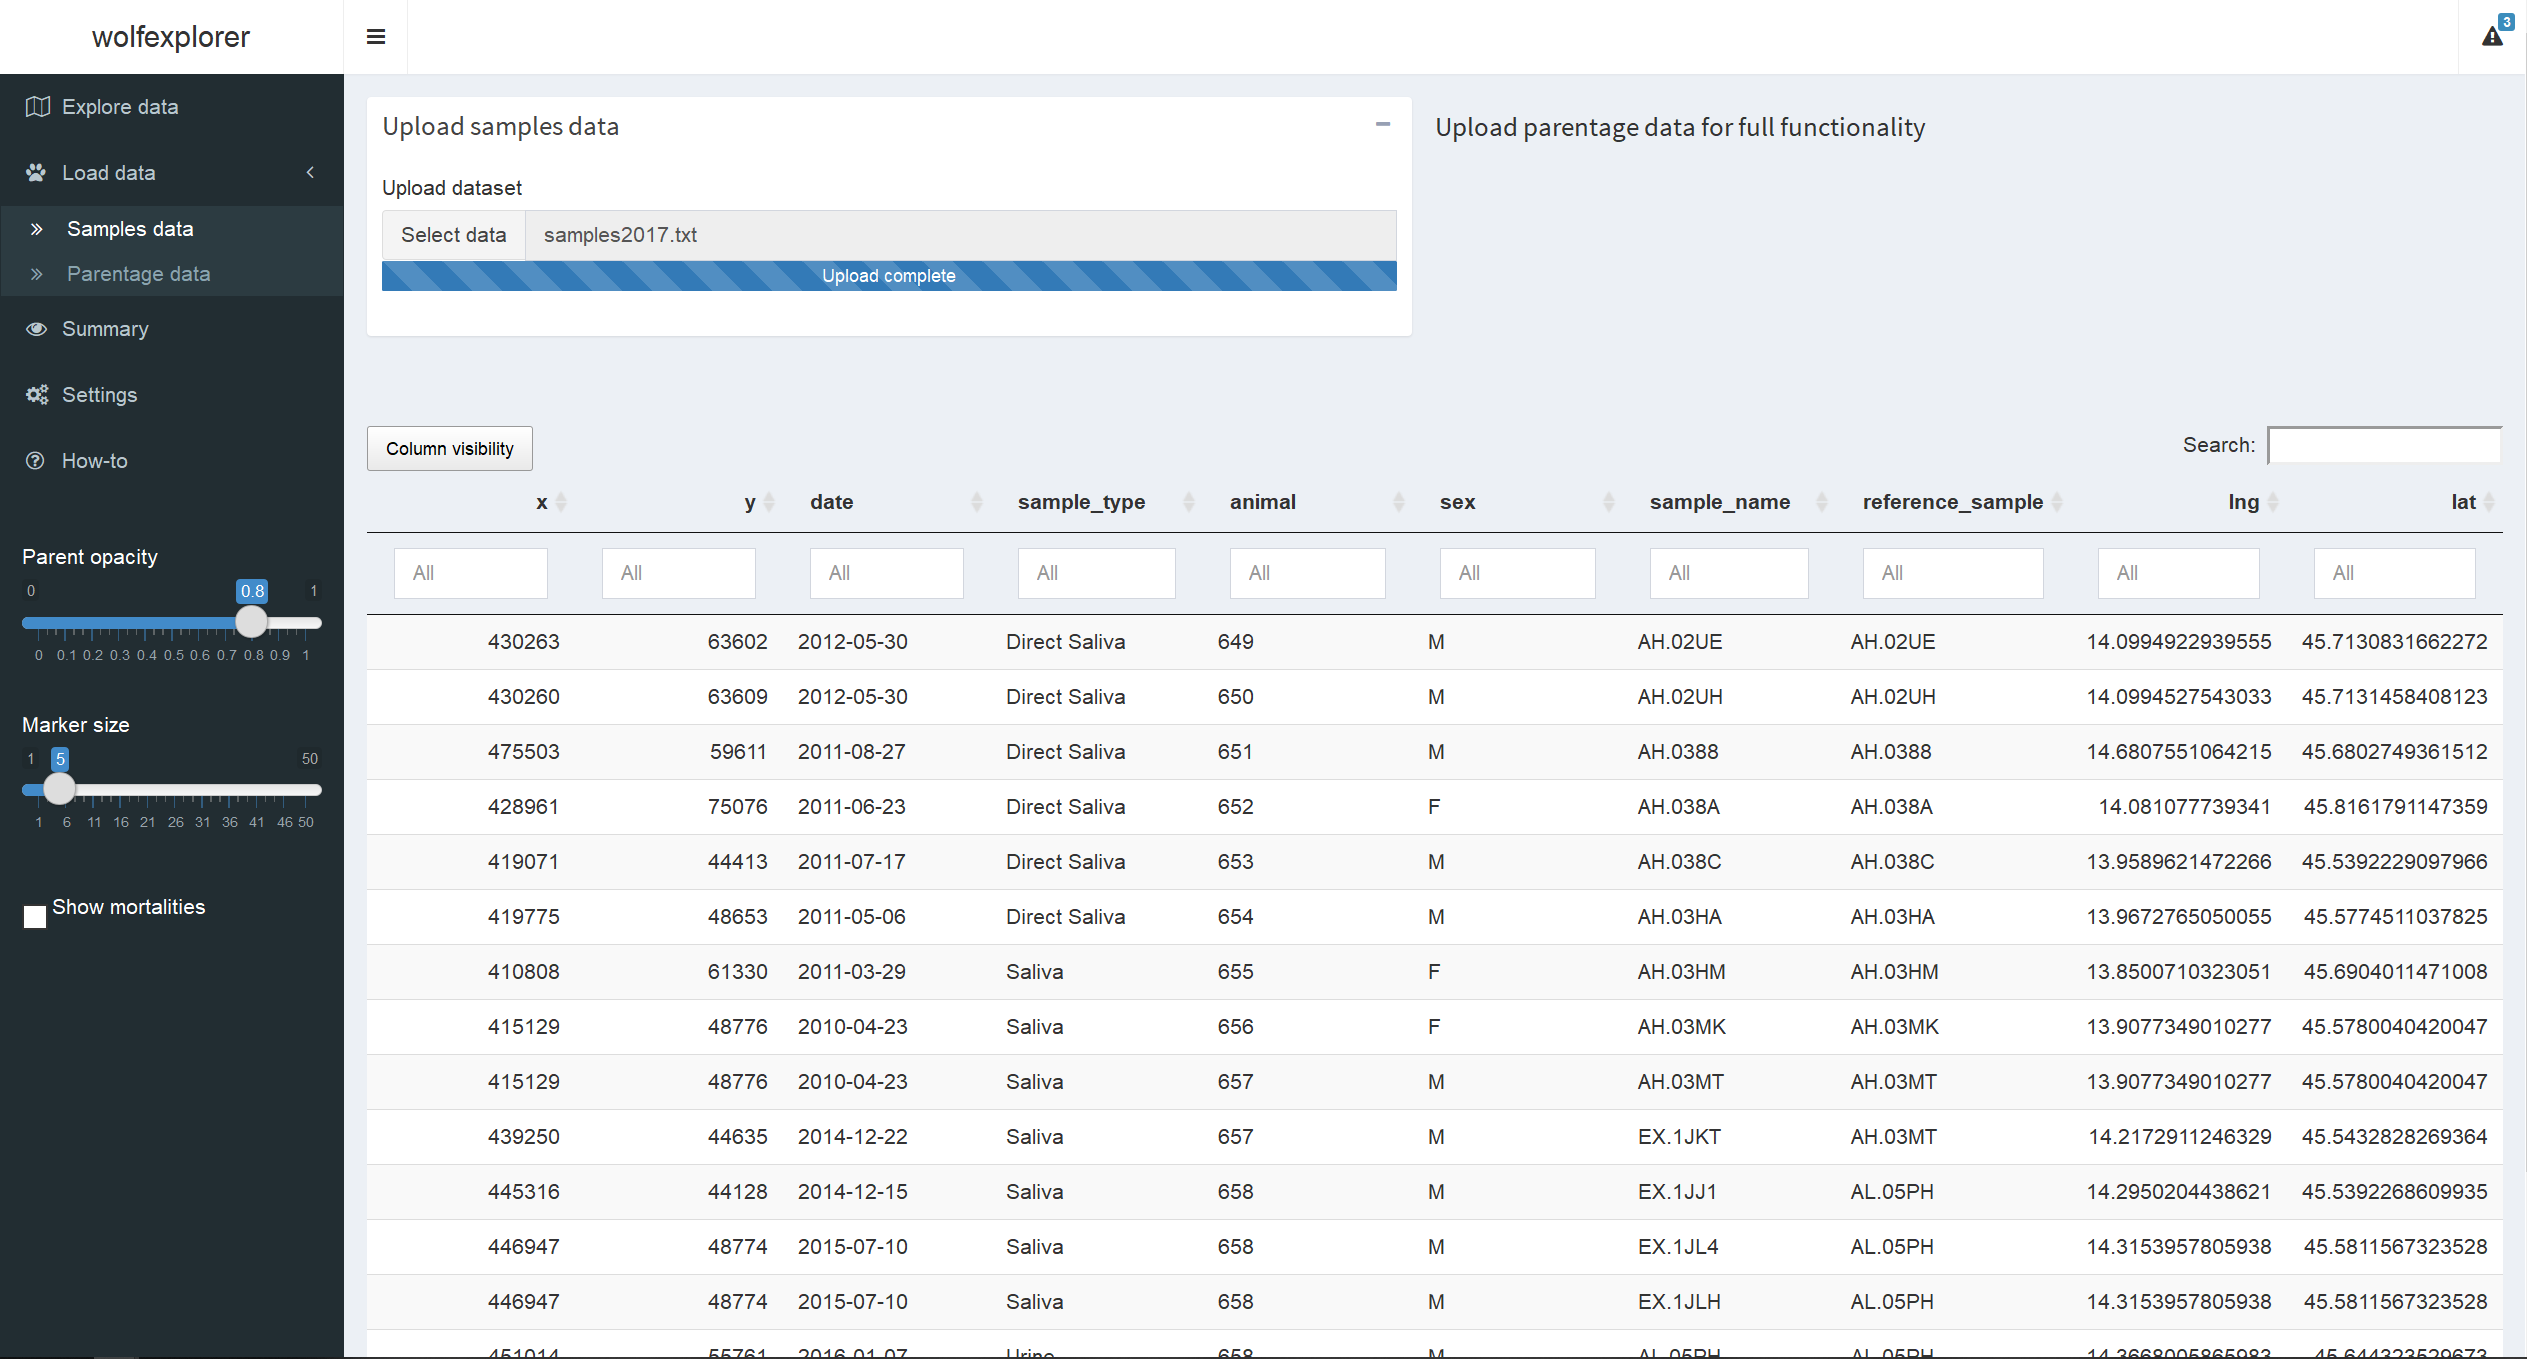 wolfexplorer
3
Explore data
Load data
Samples data
Parentage data
Summary
Settings
How-to
Parent opacity
0 0.8 1
0 0.1 0.2 0.3 0.4 0.5 0.6 0.7 0.8 0.9 1
Marker size
1 5 50
1 6 11 16 21 26 31 36 41 46 50
Show mortalities
Upload samples data
Upload dataset
Select data samples2017.txt
Upload complete
Upload parentage data for full functionality
Column visibility
Search:
x y date sample_type animal sex sample_name reference_sample lng lat
All All All All All All All All All All
430263 63602 2012-05-30 Direct Saliva 649 M AH.02UE AH.02UE 14.0994922939555 45.7130831662272
430260 63609 2012-05-30 Direct Saliva 650 M AH.02UH AH.02UH 14.0994527543033 45.7131458408123
475503 59611 2011-08-27 Direct Saliva 651 M AH.0388 AH.0388 14.6807551064215 45.6802749361512
428961 75076 2011-06-23 Direct Saliva 652 F AH.038A AH.038A 14.081077739341 45.8161791147359
419071 44413 2011-07-17 Direct Saliva 653 M AH.038C AH.038C 13.9589621472266 45.5392229097966
419775 48653 2011-05-06 Direct Saliva 654 M AH.03HA AH.03HA 13.9672765050055 45.5774511037825
410808 61330 2011-03-29 Saliva 655 F AH.03HM AH.03HM 13.8500710323051 45.6904011471008
415129 48776 2010-04-23 Saliva 656 F AH.03MK AH.03MK 13.9077349010277 45.5780040420047
415129 48776 2010-04-23 Saliva 657 M AH.03MT AH.03MT 13.9077349010277 45.5780040420047
439250 44635 2014-12-22 Saliva 657 M EX.1JKT AH.03MT 14.2172911246329 45.5432828269364
445316 44128 2014-12-15 Saliva 658 M EX.1JJ1 AL.05PH 14.2950204438621 45.5392268609935
446947 48774 2015-07-10 Saliva 658 M EX.1JL4 AL.05PH 14.3153957805938 45.5811567323528
446947 48774 2015-07-10 Saliva 658 M EX.1JLH AL.05PH 14.3153957805938 45.5811567323528
451014 55761 2016-01-07 Urine 658 M AL.05PH AL.05PH 14.3668005865983 45.644323529673